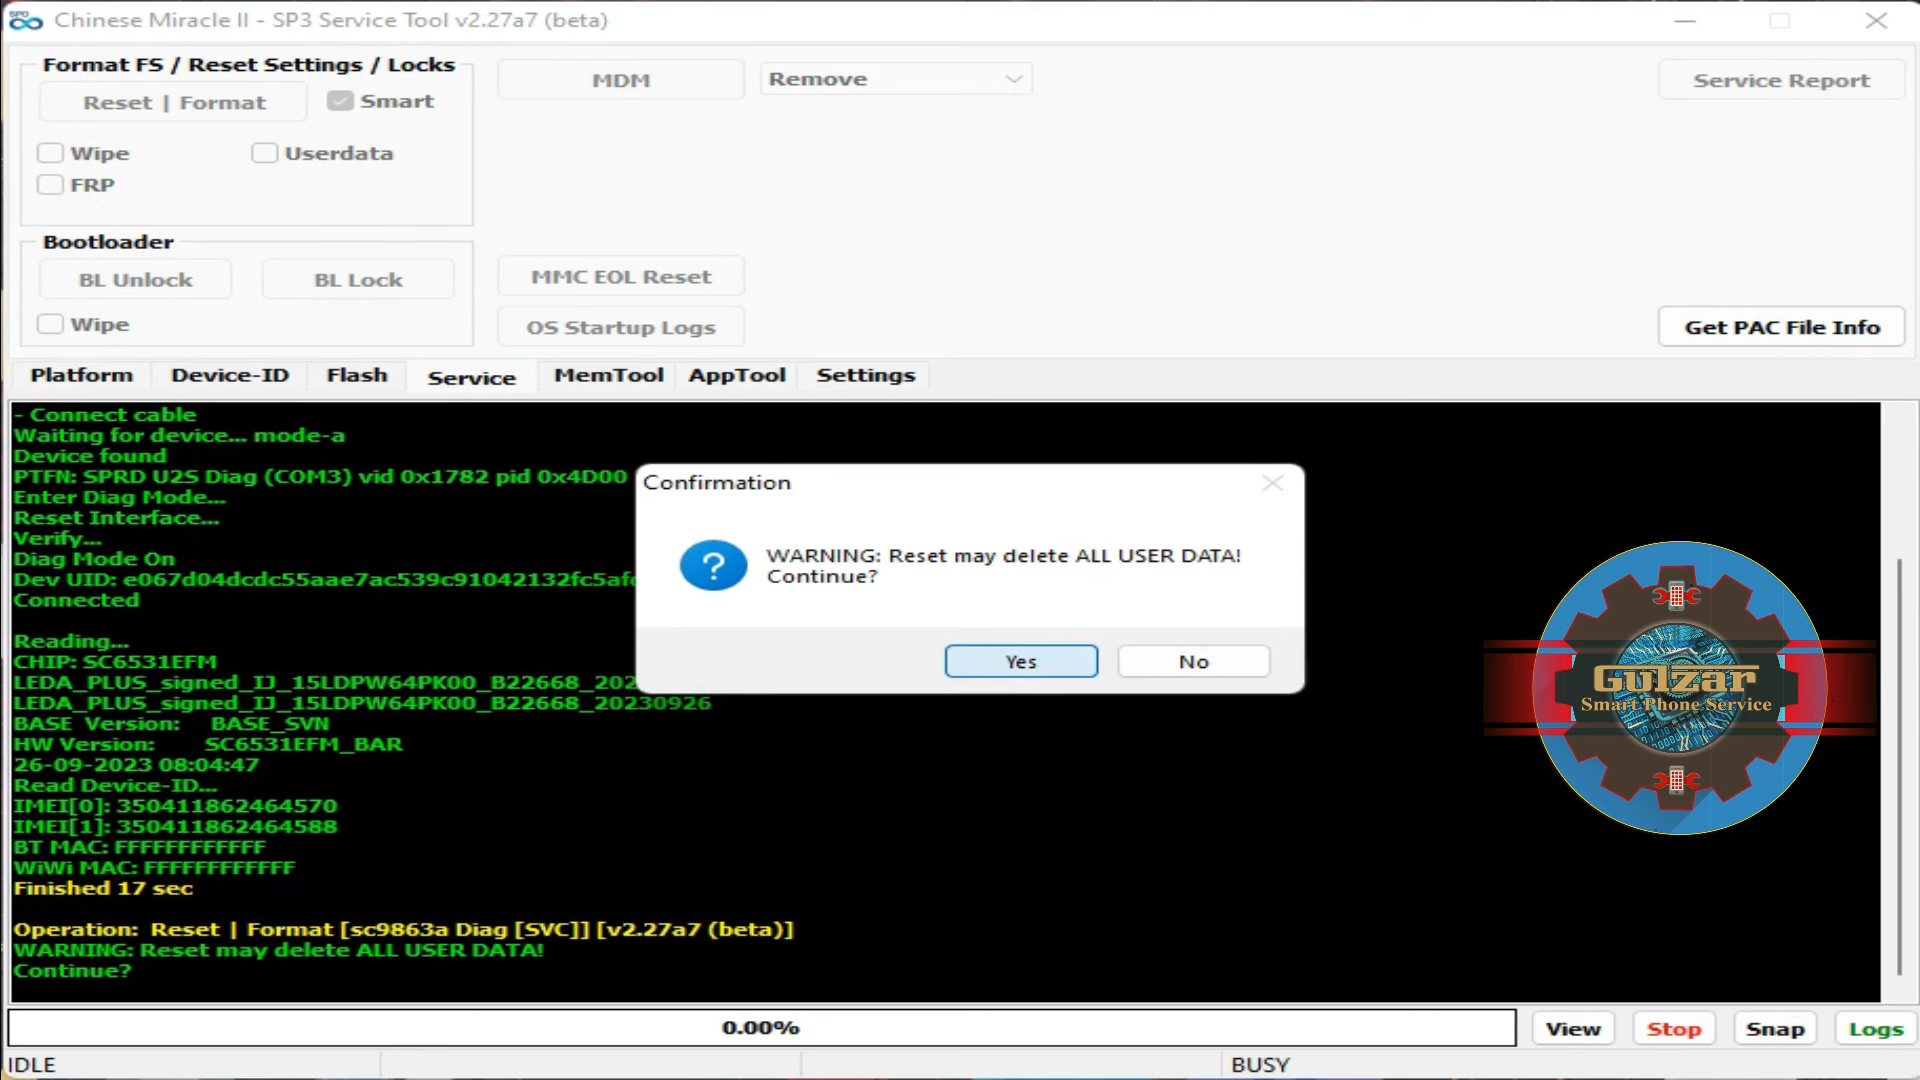 Chinese Miracle II - SP3 Service Tool v2.27a7 (beta)
Format FS / Reset Settings / Locks
Reset | Format
Smart
MDM
Remove
Service Report
Wipe
Userdata
FRP
Bootloader
BL Unlock
BL Lock
MMC EOL Reset
Wipe
OS Startup Logs
Get PAC File Info
Platform
Device-ID
Flash
Service
MemTool
AppTool
Settings
- Connect cable
Waiting for device... mode-a
Device found
PTFN: SPRD U2S Diag (COM3) vid 0x1782 pid 0x4D00
Enter Diag Mode...
Reset Interface...
Verify...
Diag Mode On
Dev UID: e067d04dcdc55aae7ac539c91042132fc5af
Connected
Reading...
CHIP: SC6531EFM
LEDA_PLUS_signed_IJ_15LDPW64PK00_B22668_202
LEDA_PLUS_signed_IJ_15LDPW64PK00_B22668_20230926
BASE Version: BASE_SVN
HW Version: SC6531EFM_BAR
26-09-2023 08:04:47
Read Device-ID...
IMEI[0]: 350411862464570
IMEI[1]: 350411862464588
BT MAC: FFFFFFFFFFFF
WiWi MAC: FFFFFFFFFFFF
Finished 17 sec
Operation: Reset | Format [sc9863a Diag [SVC]] [v2.27a7 (beta)]
WARNING: Reset may delete ALL USER DATA!
Continue?
Confirmation
WARNING: Reset may delete ALL USER DATA!
Continue?
Yes
No
Gulzar
Smart Phone Service
0.00%
View
Stop
Snap
Logs
IDLE
BUSY